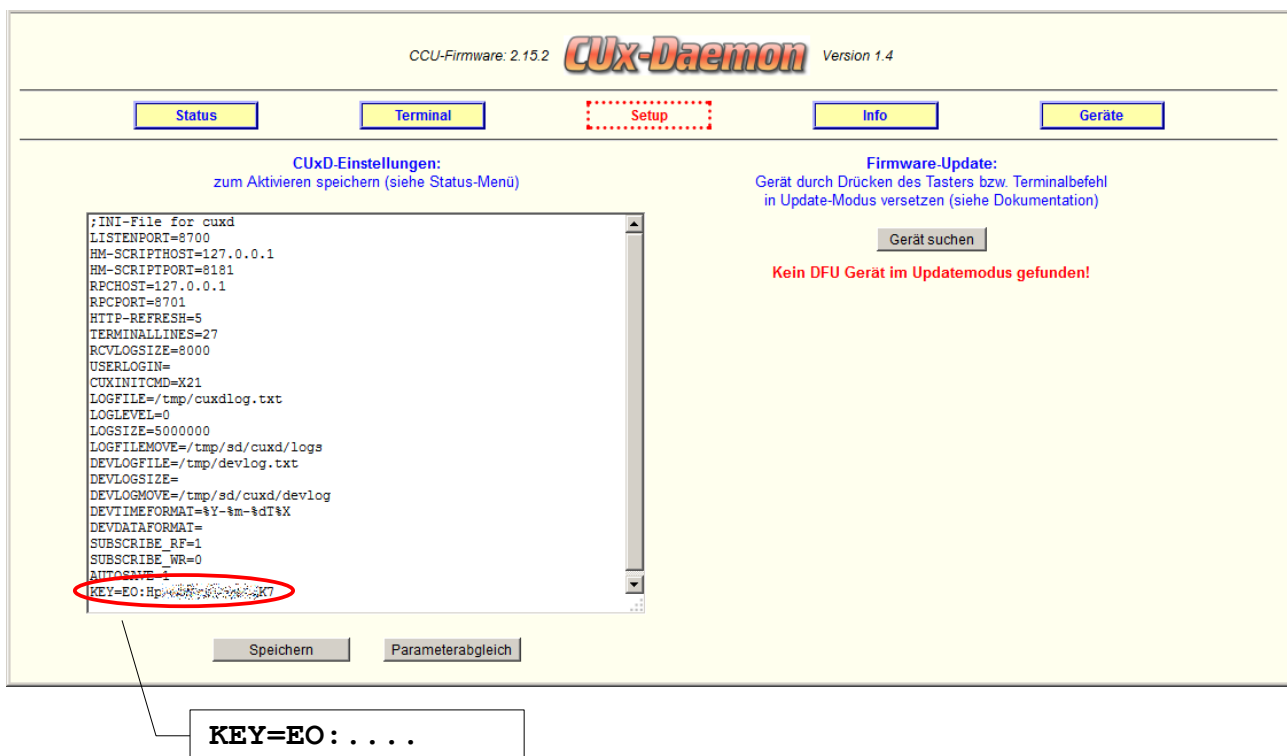 CCU-Firmware: 2.15.2 CUx-Daemon Version 1.4
Status Terminal Setup Info Geräte
CUxD-Einstellungen:
zum Aktivieren speichern (siehe Status-Menü)
;INI-File for cuxd
LISTENPORT=8700
HM-SCRIPTHOST=127.0.0.1
HM-SCRIPTPORT=8181
RPCHOST=127.0.0.1
RPCPORT=8701
HTTP-REFRESH=5
TERMINALLINES=27
RCVLOGSIZE=8000
USERLOGIN=
CUXINITCMD=X21
LOGFILE=/tmp/cuxdlog.txt
LOGLEVEL=0
LOGSIZE=5000000
LOGFILEMOVE=/tmp/sd/cuxd/logs
DEVLOGFILE=/tmp/devlog.txt
DEVLOGSIZE=
DEVLOGMOVE=/tmp/sd/cuxd/devlog
DEVTIMEFORMAT=%Y-%m-%dT%X
DEVDATAFORMAT=
SUBSCRIBE_RF=1
SUBSCRIBE_WR=0
AUTOSAVE=1
KEY=EO:Hp K7
Speichern Parameterabgleich
Firmware-Update:
Gerät durch Drücken des Tasters bzw. Terminalbefehl
in Update-Modus versetzen (siehe Dokumentation)
Gerät suchen
Kein DFU Gerät im Updatemodus gefunden!
KEY=EO:....